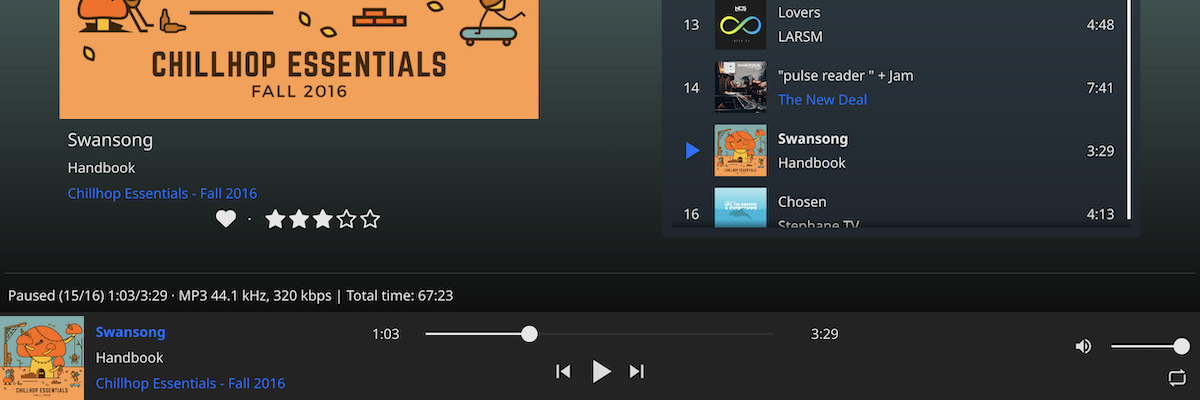 CHILLHOP ESSENTIALS
FALL 2016
Swansong
Handbook
Chillhop Essentials - Fall 2016
13
Lovers
LARSM
4:48
14
"pulse reader " + Jam
The New Deal
7:41
Swansong
Handbook
3:29
16
Chosen
Stephane TV
4:13
Paused (15/16) 1:03/3:29 · MP3 44.1 kHz, 320 kbps | Total time: 67:23
CHILLHOP ESSENTIALS
Swansong
Handbook
Chillhop Essentials - Fall 2016
1:03
3:29